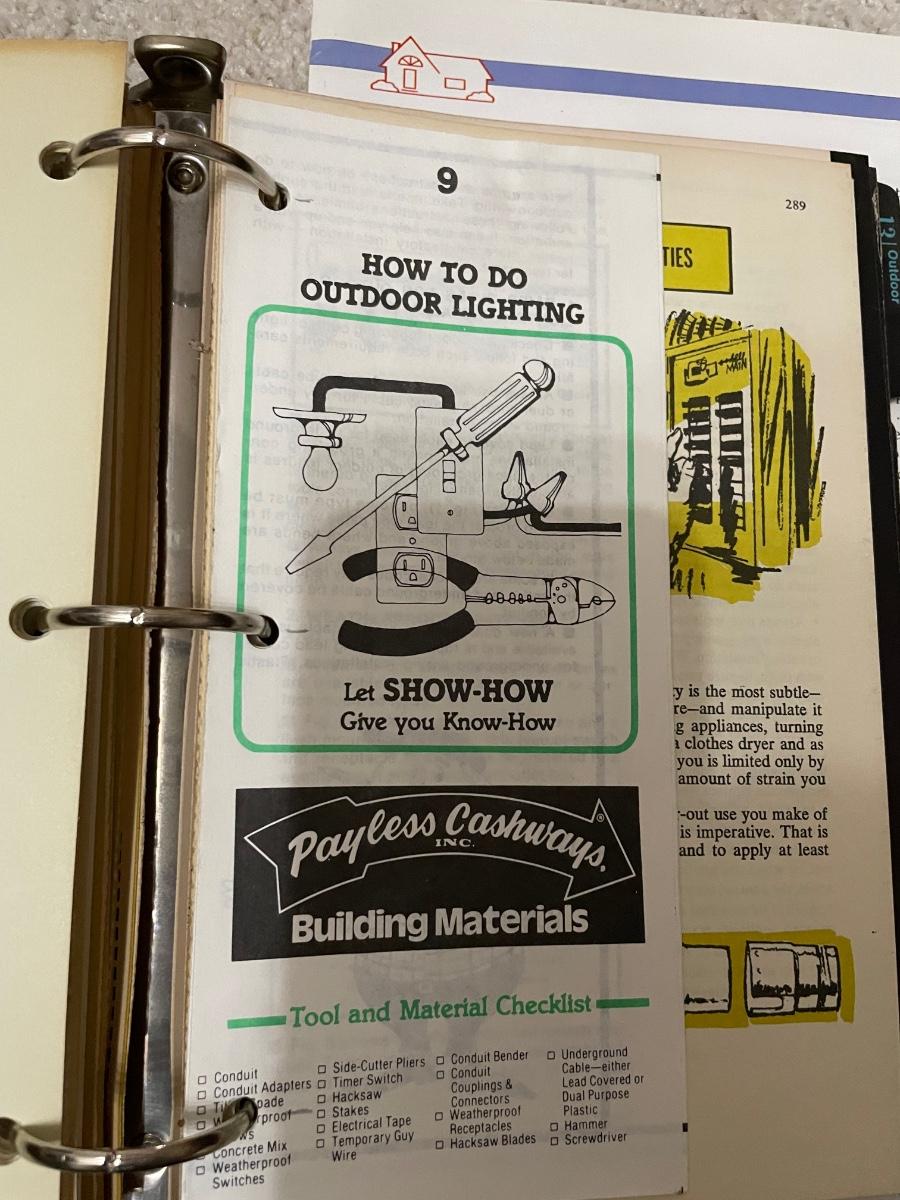 9
HOW TO DO
OUTDOOR LIGHTING
Let SHOW-HOW
Give you Know-How
Payless Cashways®
INC.
Building Materials
Tool and Material Checklist
Conduit
Conduit Adapters
Concrete Mix
Weatherproof
Switches
Side-Cutter Pliers
Timer Switch
Hacksaw
Stakes
Electrical Tape
Temporary Guy
Wire
Conduit Bender
Conduit
Couplings &
Connectors
Weatherproof
Receptacles
Hacksaw Blades
Underground
Cable—either
Lead Covered or
Dual Purpose
Plastic
Hammer
Screwdriver
289
TIES
MAIN
y is the most subtle—
re—and manipulate it
g appliances, turning
a clothes dryer and as
you is limited only by
amount of strain you
-out use you make of
is imperative. That is
and to apply at least
13 Outdoor